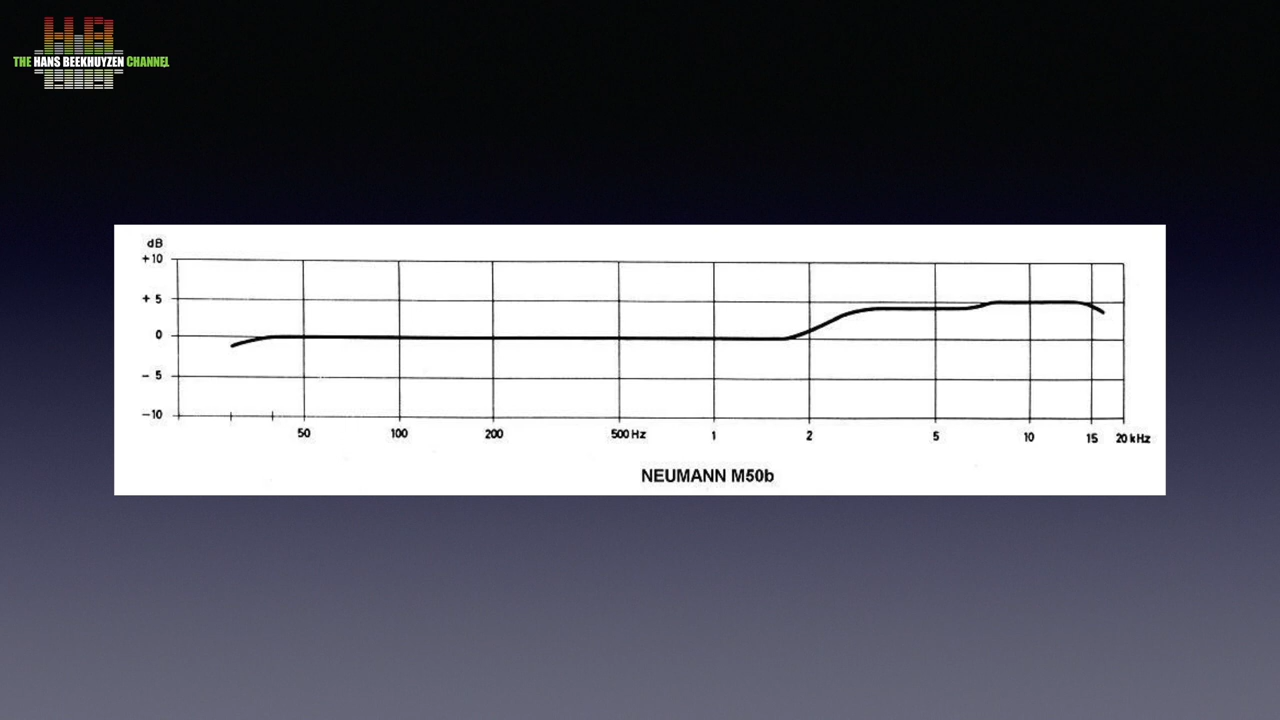 THE HANS BEEKHUYZEN CHANNEL
dB
+10
+ 5
0
- 5
-10
50 100 200 500 Hz 1 2 5 10 15 20 kHz
NEUMANN M50b